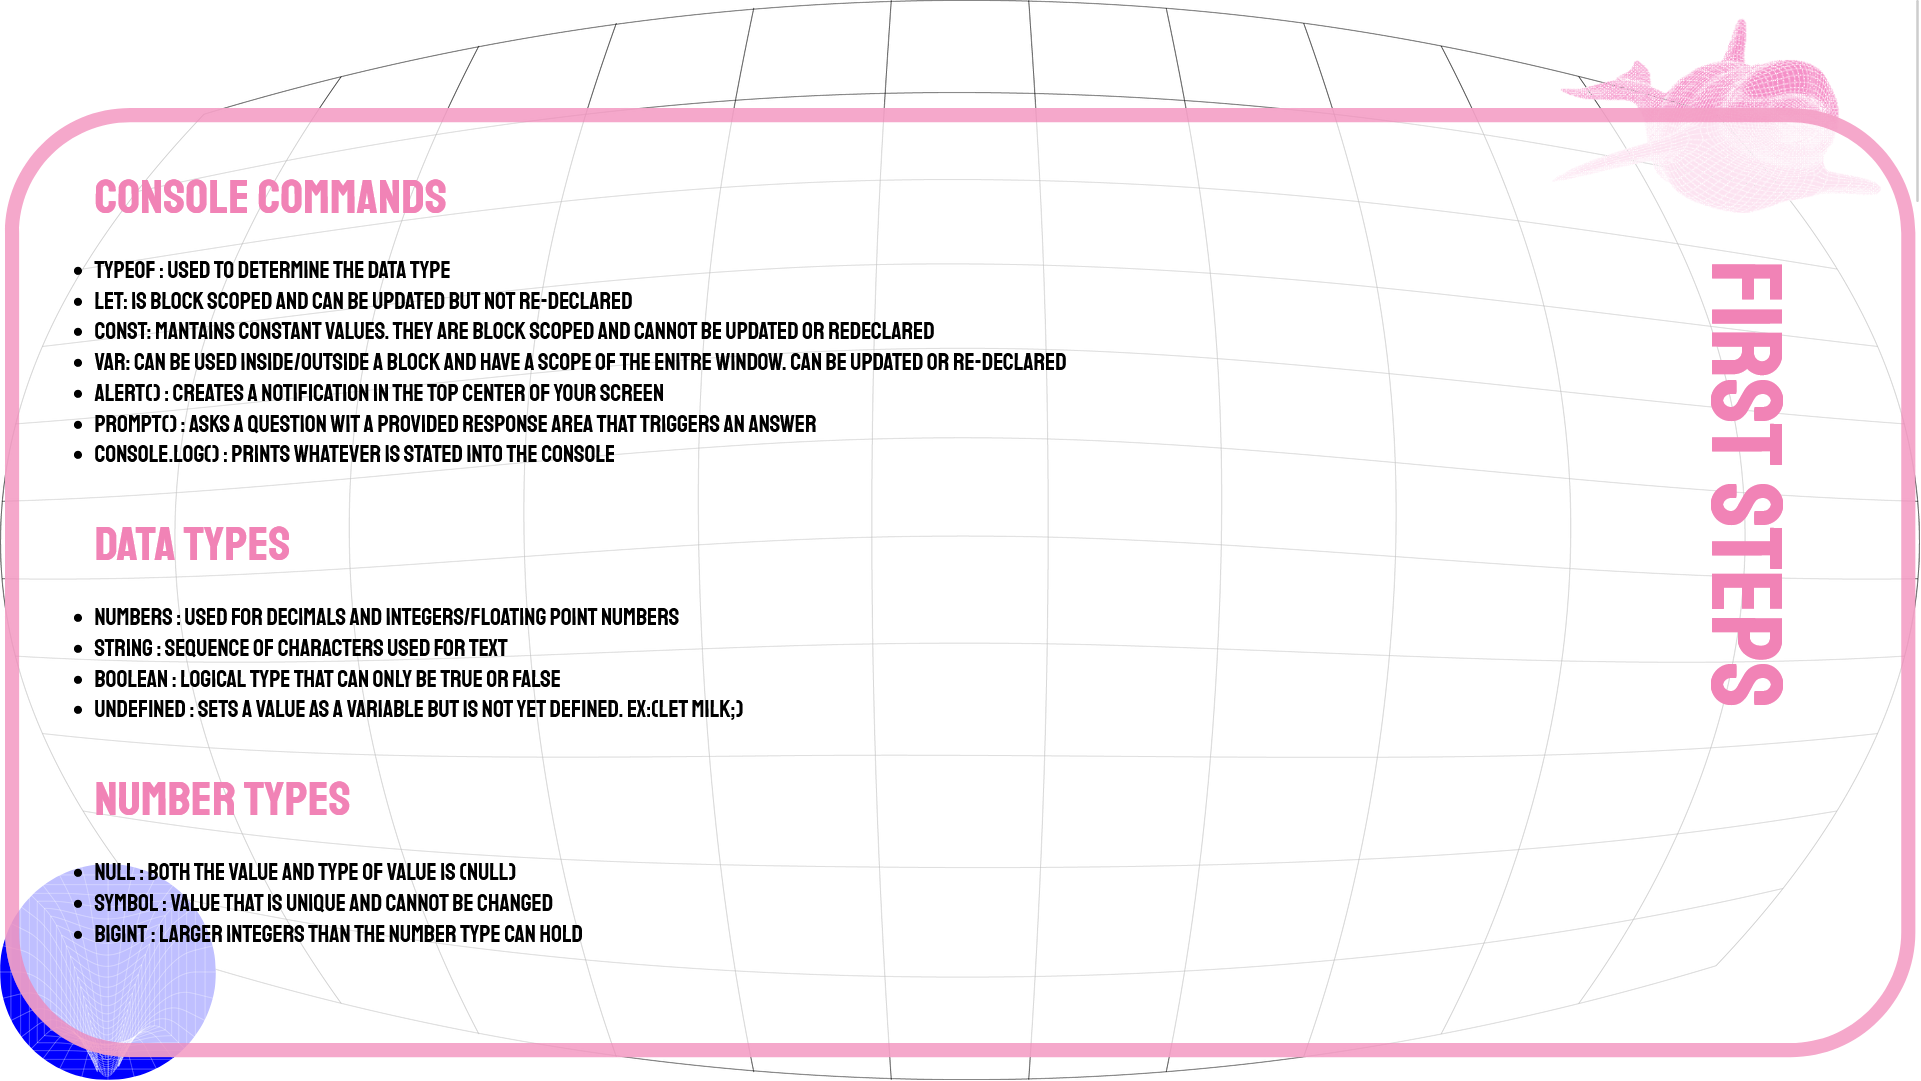 CONSOLE COMMANDS
TYPEOF : USED TO DETERMINE THE DATA TYPE
LET: IS BLOCK SCOPED AND CAN BE UPDATED BUT NOT RE-DECLARED
CONST: MANTAINS CONSTANT VALUES. THEY ARE BLOCK SCOPED AND CANNOT BE UPDATED OR REDECLARED
VAR: CAN BE USED INSIDE/OUTSIDE A BLOCK AND HAVE A SCOPE OF THE ENITRE WINDOW. CAN BE UPDATED OR RE-DECLARED
ALERT() : CREATES A NOTIFICATION IN THE TOP CENTER OF YOUR SCREEN
PROMPT() : ASKS A QUESTION WIT A PROVIDED RESPONSE AREA THAT TRIGGERS AN ANSWER
CONSOLE.LOG() : PRINTS WHATEVER IS STATED INTO THE CONSOLE
DATA TYPES
NUMBERS : USED FOR DECIMALS AND INTEGERS/FLOATING POINT NUMBERS
STRING : SEQUENCE OF CHARACTERS USED FOR TEXT
BOOLEAN : LOGICAL TYPE THAT CAN ONLY BE TRUE OR FALSE
UNDEFINED : SETS A VALUE AS A VARIABLE BUT IS NOT YET DEFINED. EX:(LET MILK;)
NUMBER TYPES
NULL : BOTH THE VALUE AND TYPE OF VALUE IS (NULL)
SYMBOL : VALUE THAT IS UNIQUE AND CANNOT BE CHANGED
BIGINT : LARGER INTEGERS THAN THE NUMBER TYPE CAN HOLD
FIRST STEPS